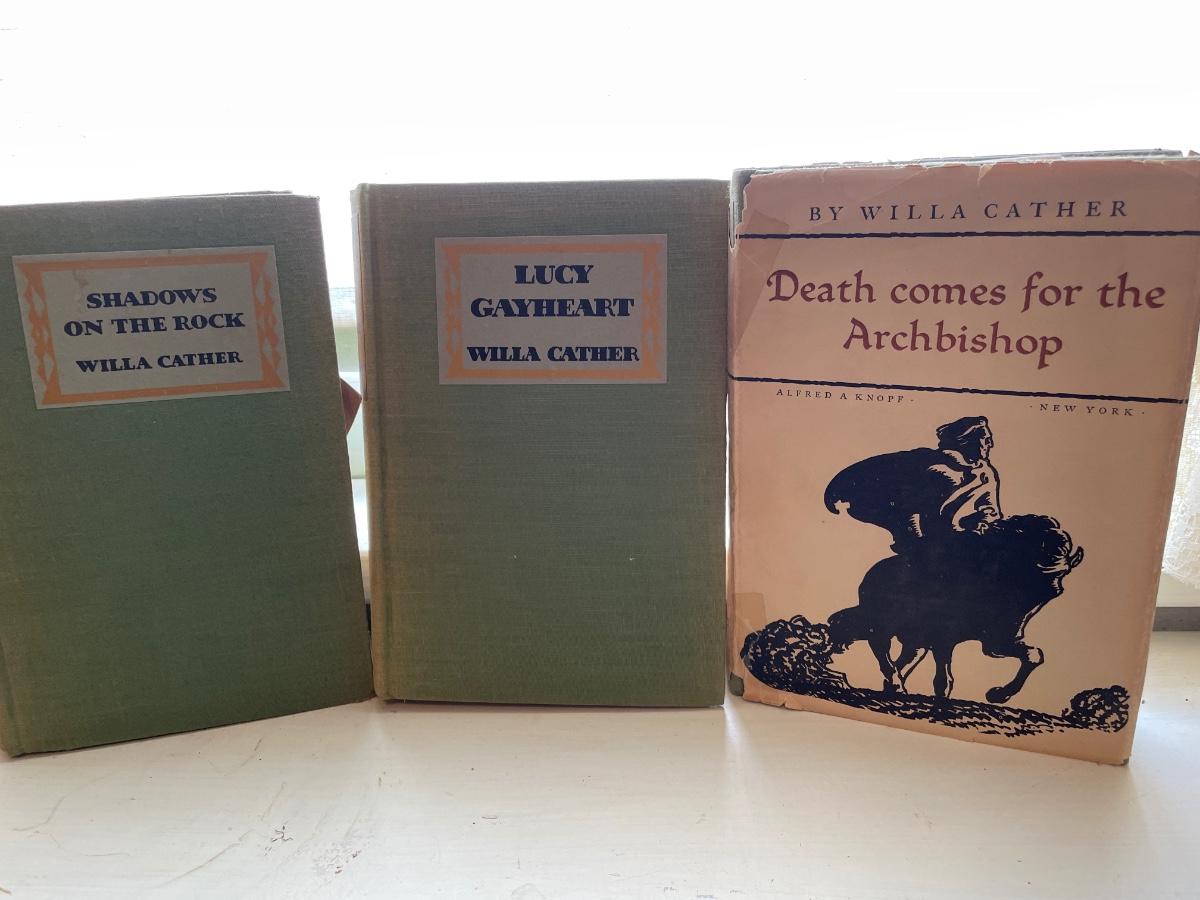 SHADOWS
ON THE ROCK
WILLA CATHER
LUCY
GAYHEART
WILLA CATHER
BY WILLA CATHER
Death comes for the
Archbishop
ALFRED A KNOPF · · NEW YORK ·